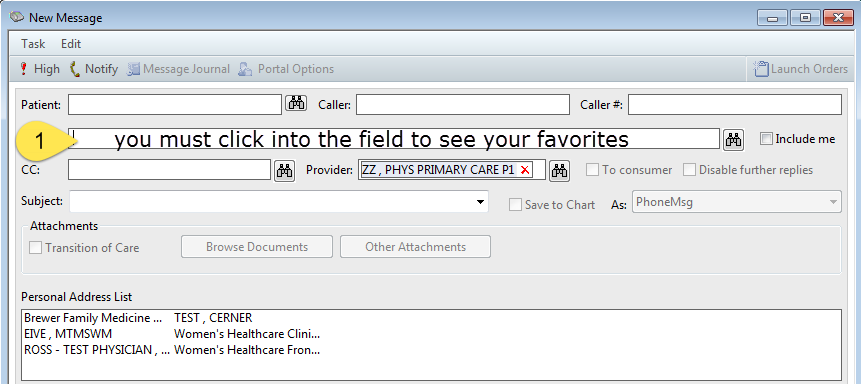 New Message
Task Edit
High Notify Message Journal Portal Options Launch Orders
Patient: Caller: Caller #:
1 you must click into the field to see your favorites Include me
CC: Provider: ZZ , PHYS PRIMARY CARE P1 To consumer Disable further replies
Subject: Save to Chart As: PhoneMsg
Attachments
Transition of Care Browse Documents Other Attachments
Personal Address List
Brewer Family Medicine ... TEST , CERNER
EIVE , MTMSWM Women's Healthcare Clini...
ROSS - TEST PHYSICIAN , ... Women's Healthcare Fron...